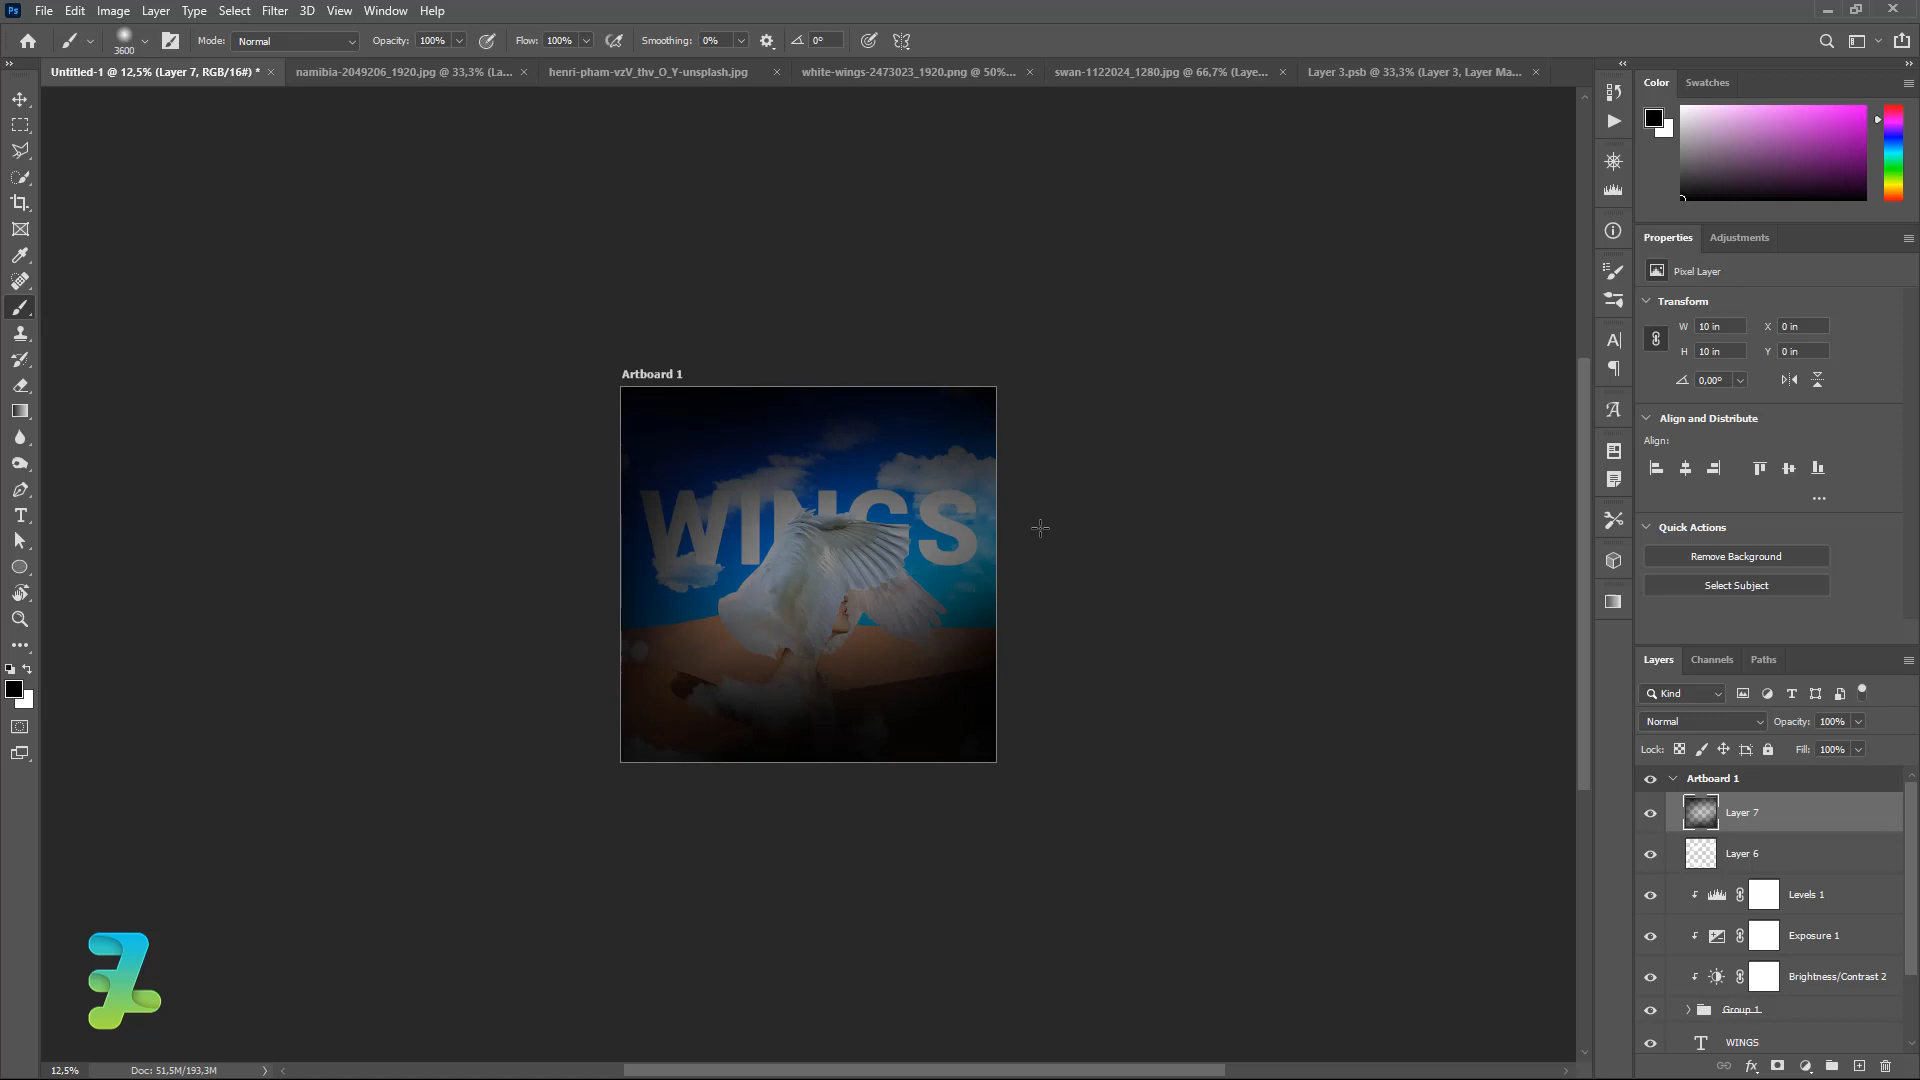 Ps File Edit Image Layer Type Select Filter 3D View Window Help
3600 Mode: Normal Opacity: 100% Flow: 100% Smoothing: 0% 0°
Untitled-1 @ 12,5% (Layer 7, RGB/16#) * namibia-2049206_1920.jpg @ 33,3% (La... henri-pham-vzV_thv_O_Y-unsplash.jpg white-wings-2473023_1920.png @ 50%... swan-1122024_1280.jpg @ 66,7% (Laye... Layer 3.psb @ 33,3% (Layer 3, Layer Ma...
Artboard 1
WINGS
12,5% Doc: 51,5M/193,3M
Color Swatches
Properties Adjustments
Pixel Layer
Transform
W 10 in X 0 in
H 10 in Y 0 in
0,00°
Align and Distribute
Align:
Quick Actions
Remove Background
Select Subject
Layers Channels Paths
Kind
Normal Opacity: 100%
Lock: Fill: 100%
Artboard 1
Layer 7
Layer 6
Levels 1
Exposure 1
Brightness/Contrast 2
Group 1
WINGS